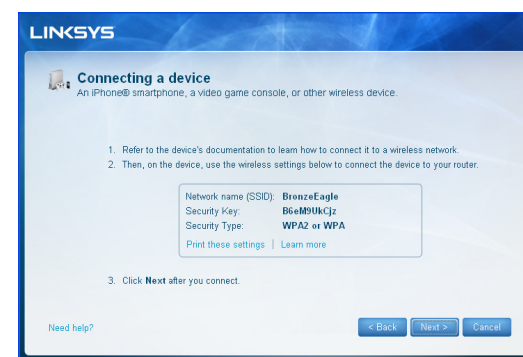 LINKSYS
Connecting a device
An iPhone® smartphone, a video game console, or other wireless device.
1. Refer to the device's documentation to learn how to connect it to a wireless network.
2. Then, on the device, use the wireless settings below to connect the device to your router.
Network name (SSID): BronzeEagle
Security Key: B6eM9UkCjz
Security Type: WPA2 or WPA
Print these settings | Learn more
3. Click Next after you connect.
Need help?
< Back Next > Cancel